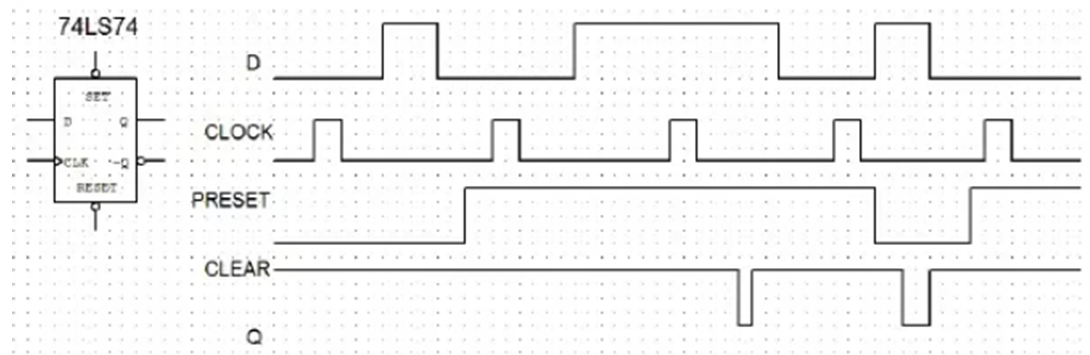 74LS74
SET
D Q
CLK -Q
RESET
D
CLOCK
PRESET
CLEAR
Q